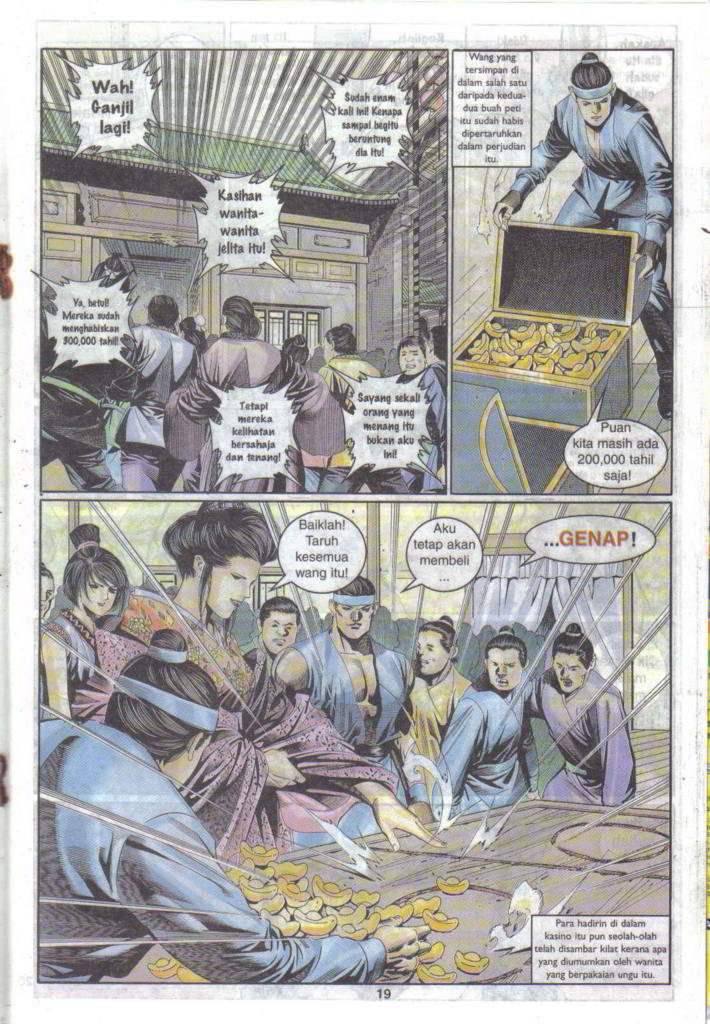 Wah!
Ganjil
lagi!
Sudah enam
kali ini! Kenapa
sampai begitu
beruntung
dia itu!
Kasihan
wanita-
wanita
jelita itu!
Ya, betul!
Mereka sudah
menghabiskan
300,000 tahil!
Tetapi
mereka
kelihatan
bersahaja
dan tenang!
Sayang sekali
orang yang
menang itu
bukan aku
ini!
Wang yang
tersimpan di
dalam salah satu
daripada kedua-
dua buah peti
itu sudah habis
dipertaruhkan
dalam perjudian
itu.
Puan
kita masih ada
200,000 tahil
saja!
Baiklah!
Taruh
kesemua
wang itu!
Aku
tetap akan
membeli
...
...GENAP!
Para hadirin di dalam
kasino itu pun seolah-olah
telah disambar kilat kerana apa
yang diumumkan oleh wanita
yang berpakaian ungu itu.
19